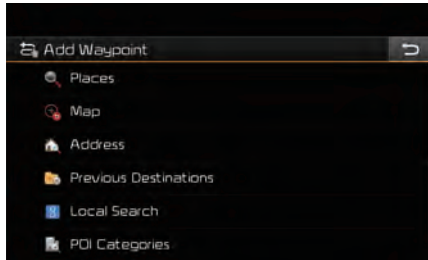 Add Waypoint
Places
Map
Address
Previous Destinations
Local Search
POI Categories